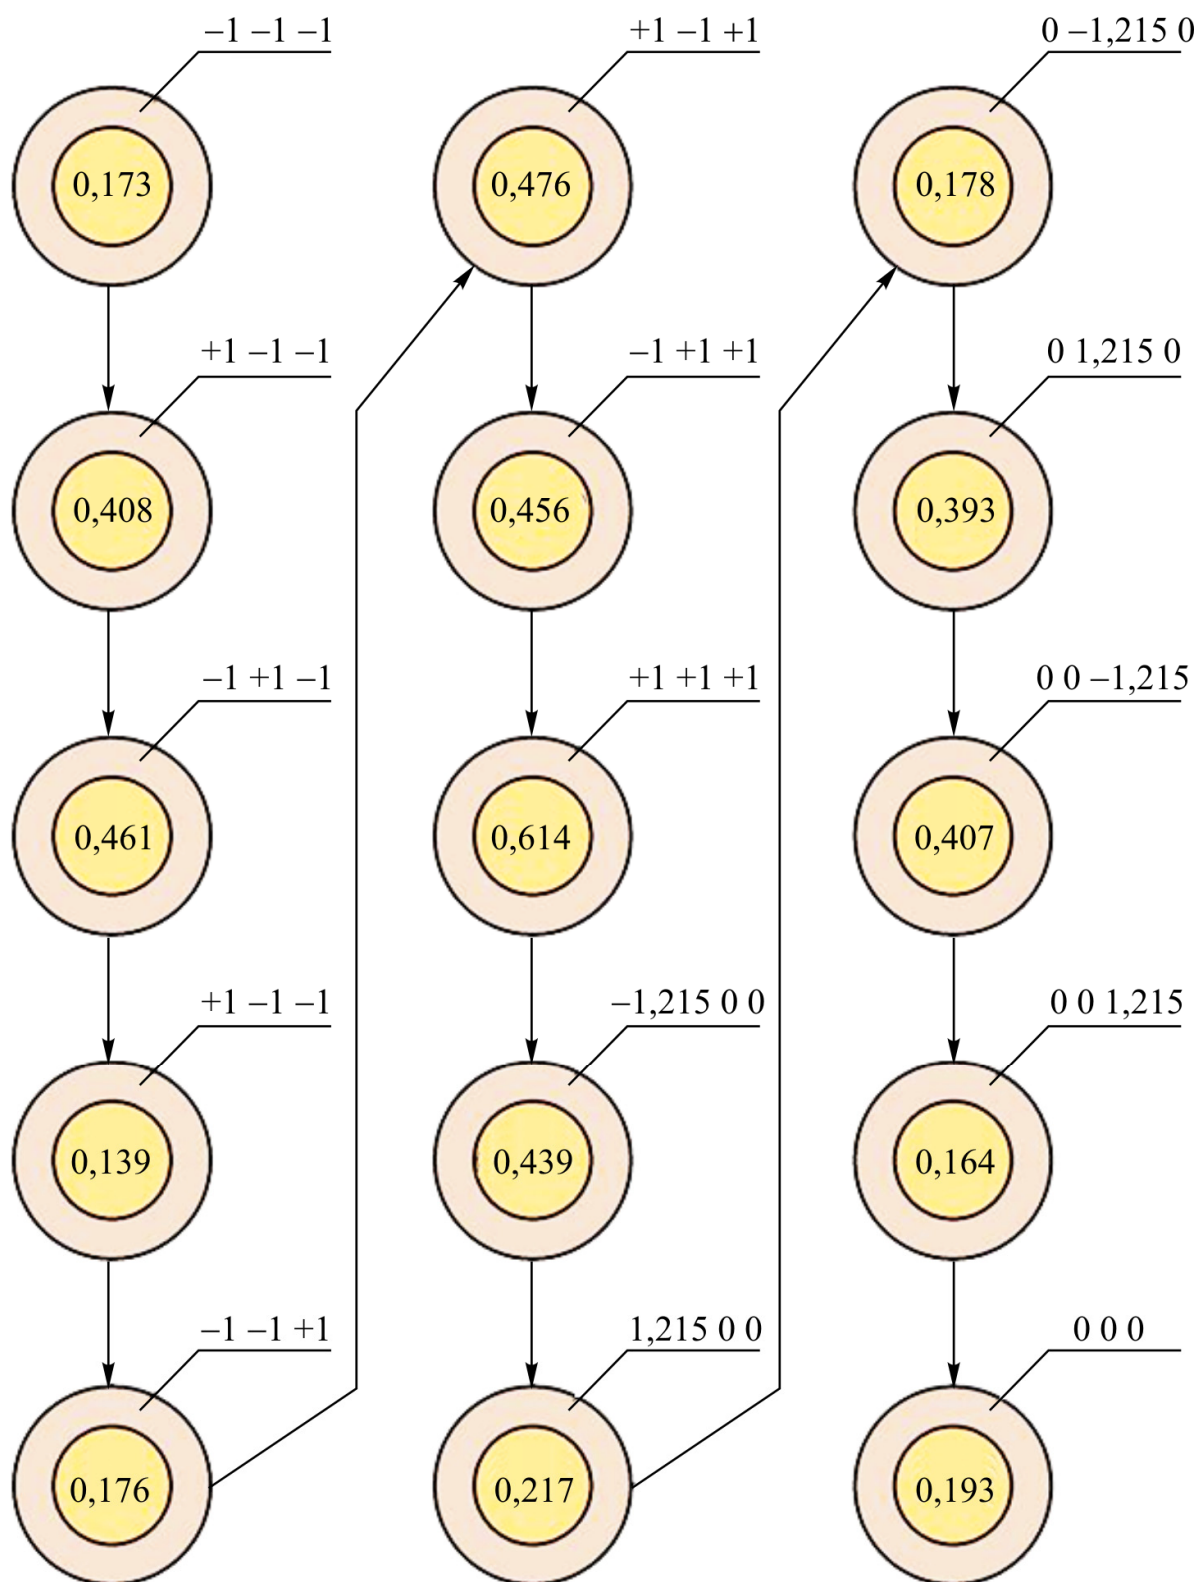 –1 –1 –1
0,173
+1 –1 –1
0,408
–1 +1 –1
0,461
+1 –1 –1
0,139
–1 –1 +1
0,176
+1 –1 +1
0,476
–1 +1 +1
0,456
+1 +1 +1
0,614
–1,215 0 0
0,439
1,215 0 0
0,217
0 –1,215 0
0,178
0 1,215 0
0,393
0 0 –1,215
0,407
0 0 1,215
0,164
0 0 0
0,193